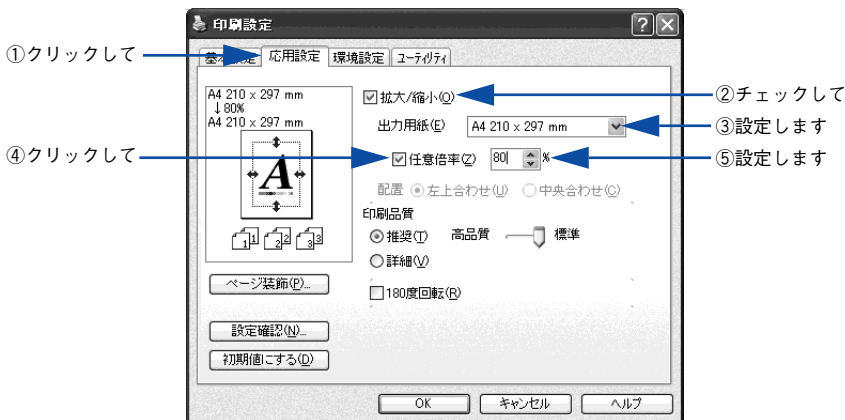 印刷設定
①クリックして
基本設定 応用設定 環境設定 ユーティリティ
A4 210 x 297 mm
↓80%
A4 210 x 297 mm
拡大/縮小(O)
②チェックして
出力用紙(E) A4 210 x 297 mm
③設定します
④クリックして
任意倍率(Z) 80 %
⑤設定します
A
配置 左上合わせ(U) 中央合わせ(C)
印刷品質
推奨(T) 高品質 標準
1 1 2 2 3 3
詳細(V)
ページ装飾(P)...
180度回転(R)
設定確認(N)...
初期値にする(D)
OK キャンセル ヘルプ